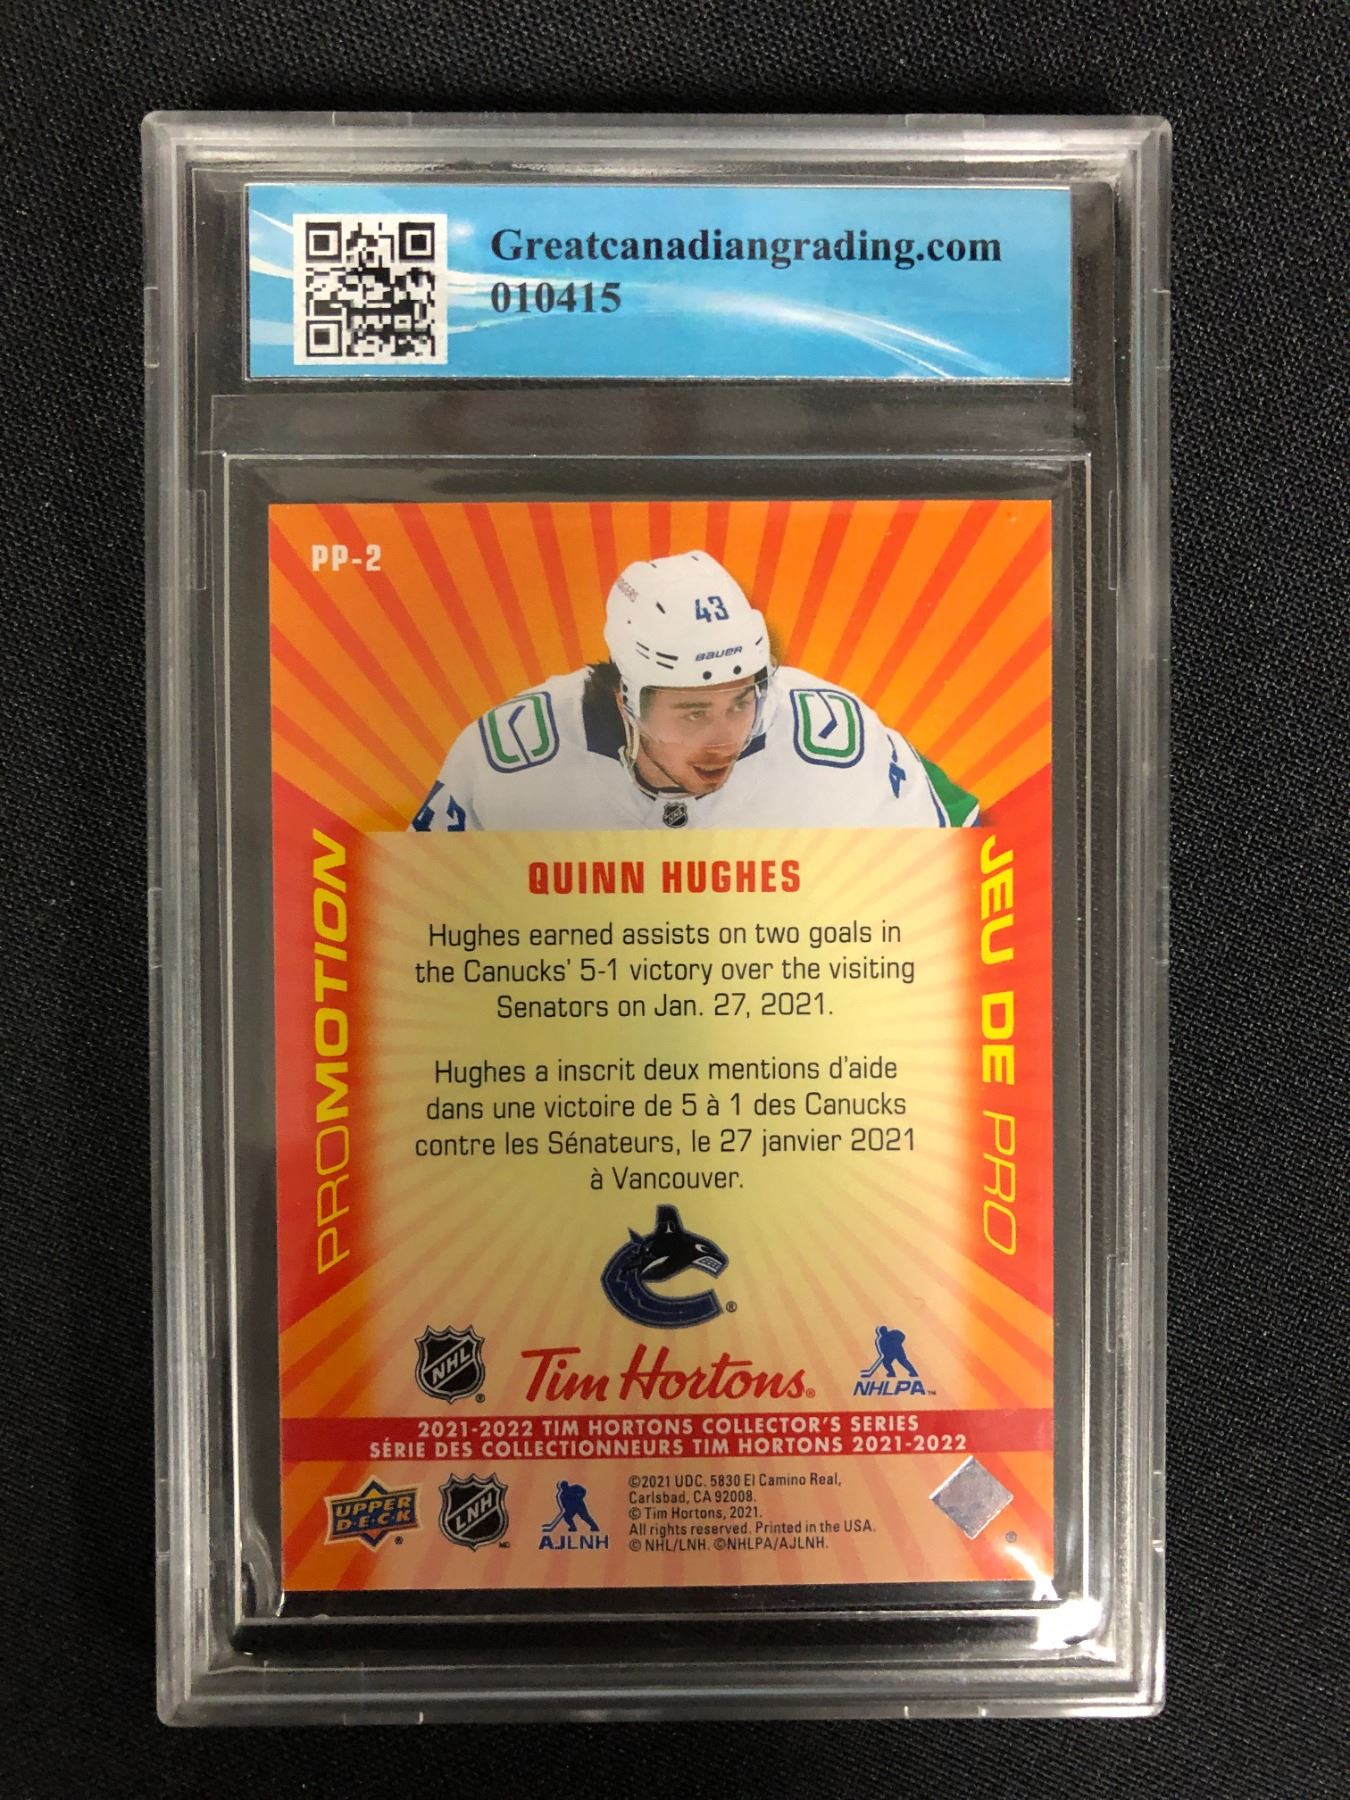 Greatcanadiangrading.com
010415
PP-2
43
BAUER
QUINN HUGHES
Hughes earned assists on two goals in
the Canucks' 5-1 victory over the visiting
Senators on Jan. 27, 2021.
Hughes a inscrit deux mentions d'aide
dans une victoire de 5 à 1 des Canucks
contre les Sénateurs, le 27 janvier 2021
à Vancouver.
PROMOTION
JEU DE PRO
NHL
Tim Hortons®
NHLPA™
2021-2022 TIM HORTONS COLLECTOR'S SERIES
SÉRIE DES COLLECTIONNEURS TIM HORTONS 2021-2022
UPPER
D·E·C·K
LNH
AJLNH
©2021 UDC. 5830 El Camino Real,
Carlsbad, CA 92008.
© Tim Hortons, 2021.
All rights reserved. Printed in the USA.
© NHL/LNH. ©NHLPA/AJLNH.